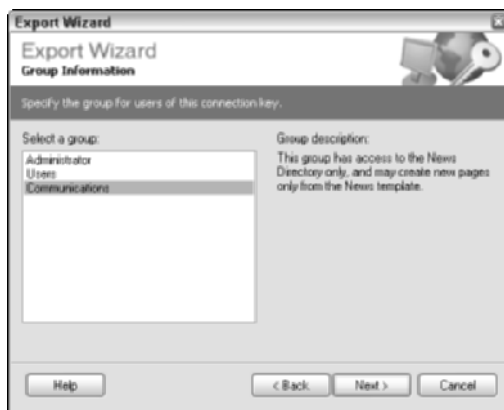 Export Wizard
Export Wizard
Group Information
Specify the group for users of this connection key.
Select a group:
Administrator
Users
Communications
Group description:
This group has access to the News
Directory only, and may create new pages
only from the News template.
Help
< Back
Next >
Cancel